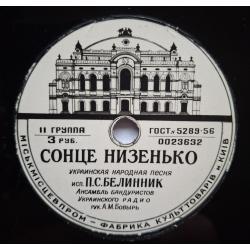 II ГРУППА
3 РУБ.
ГОСТ 5289-56
0023632
СОНЦЕ НИЗЕНЬКО
УКРАИНСКАЯ НАРОДНАЯ ПЕСНЯ
исп. П.С.БЕЛИННИК
Ансамбль бандуристов
Украинского радио
рук. А.М.Бобырь
МІСЬКМІСЦЕВПРОМ – ФАБРИКА КУЛЬТТОВАРІВ – КИЇВ